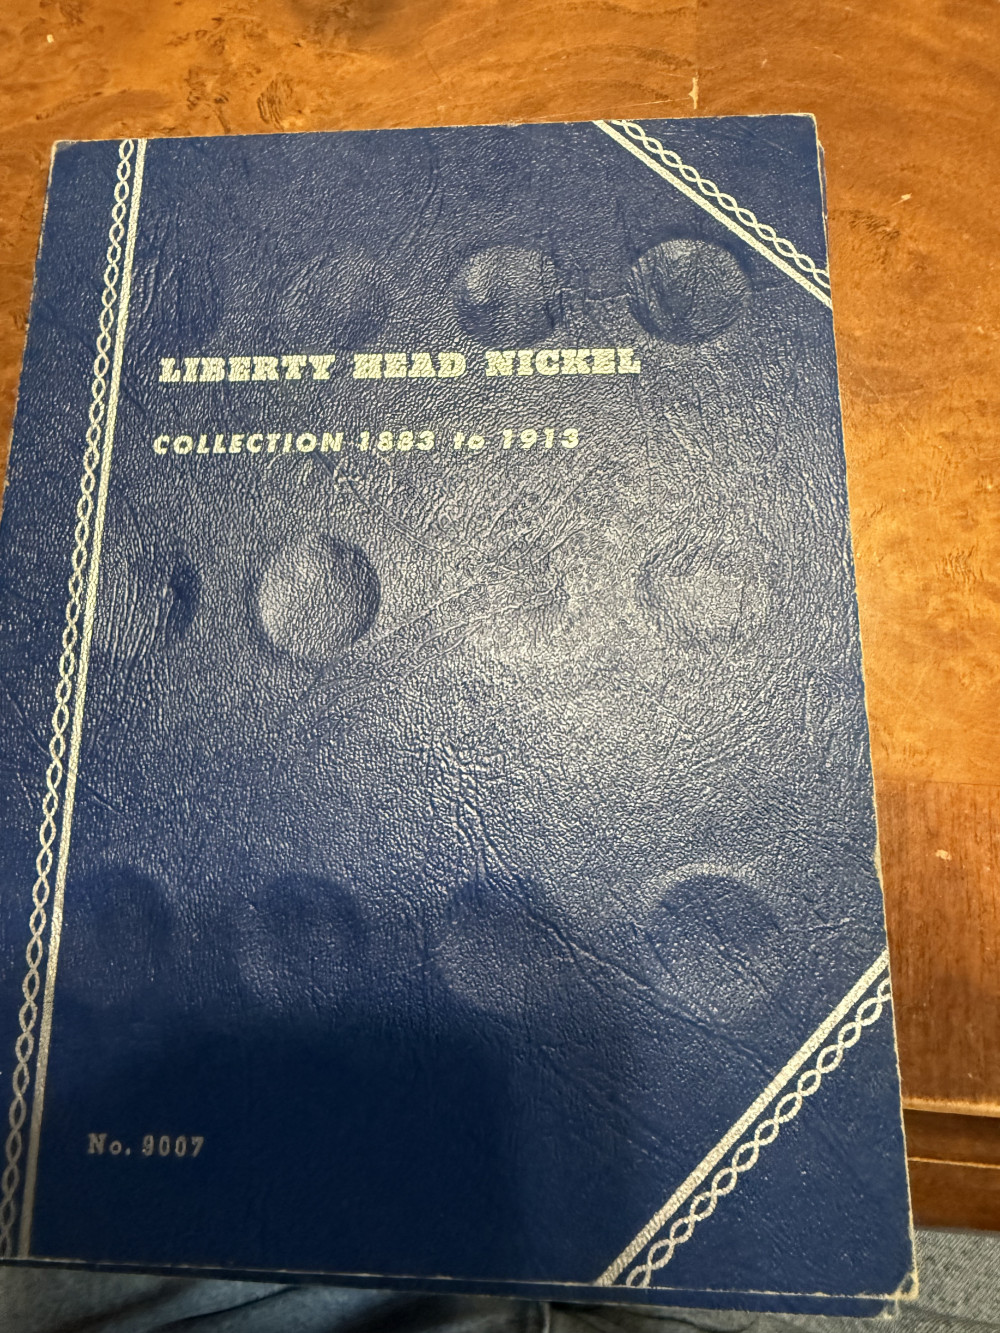 LIBERTY HEAD NICKEL
COLLECTION 1883 to 1913
No. 9007